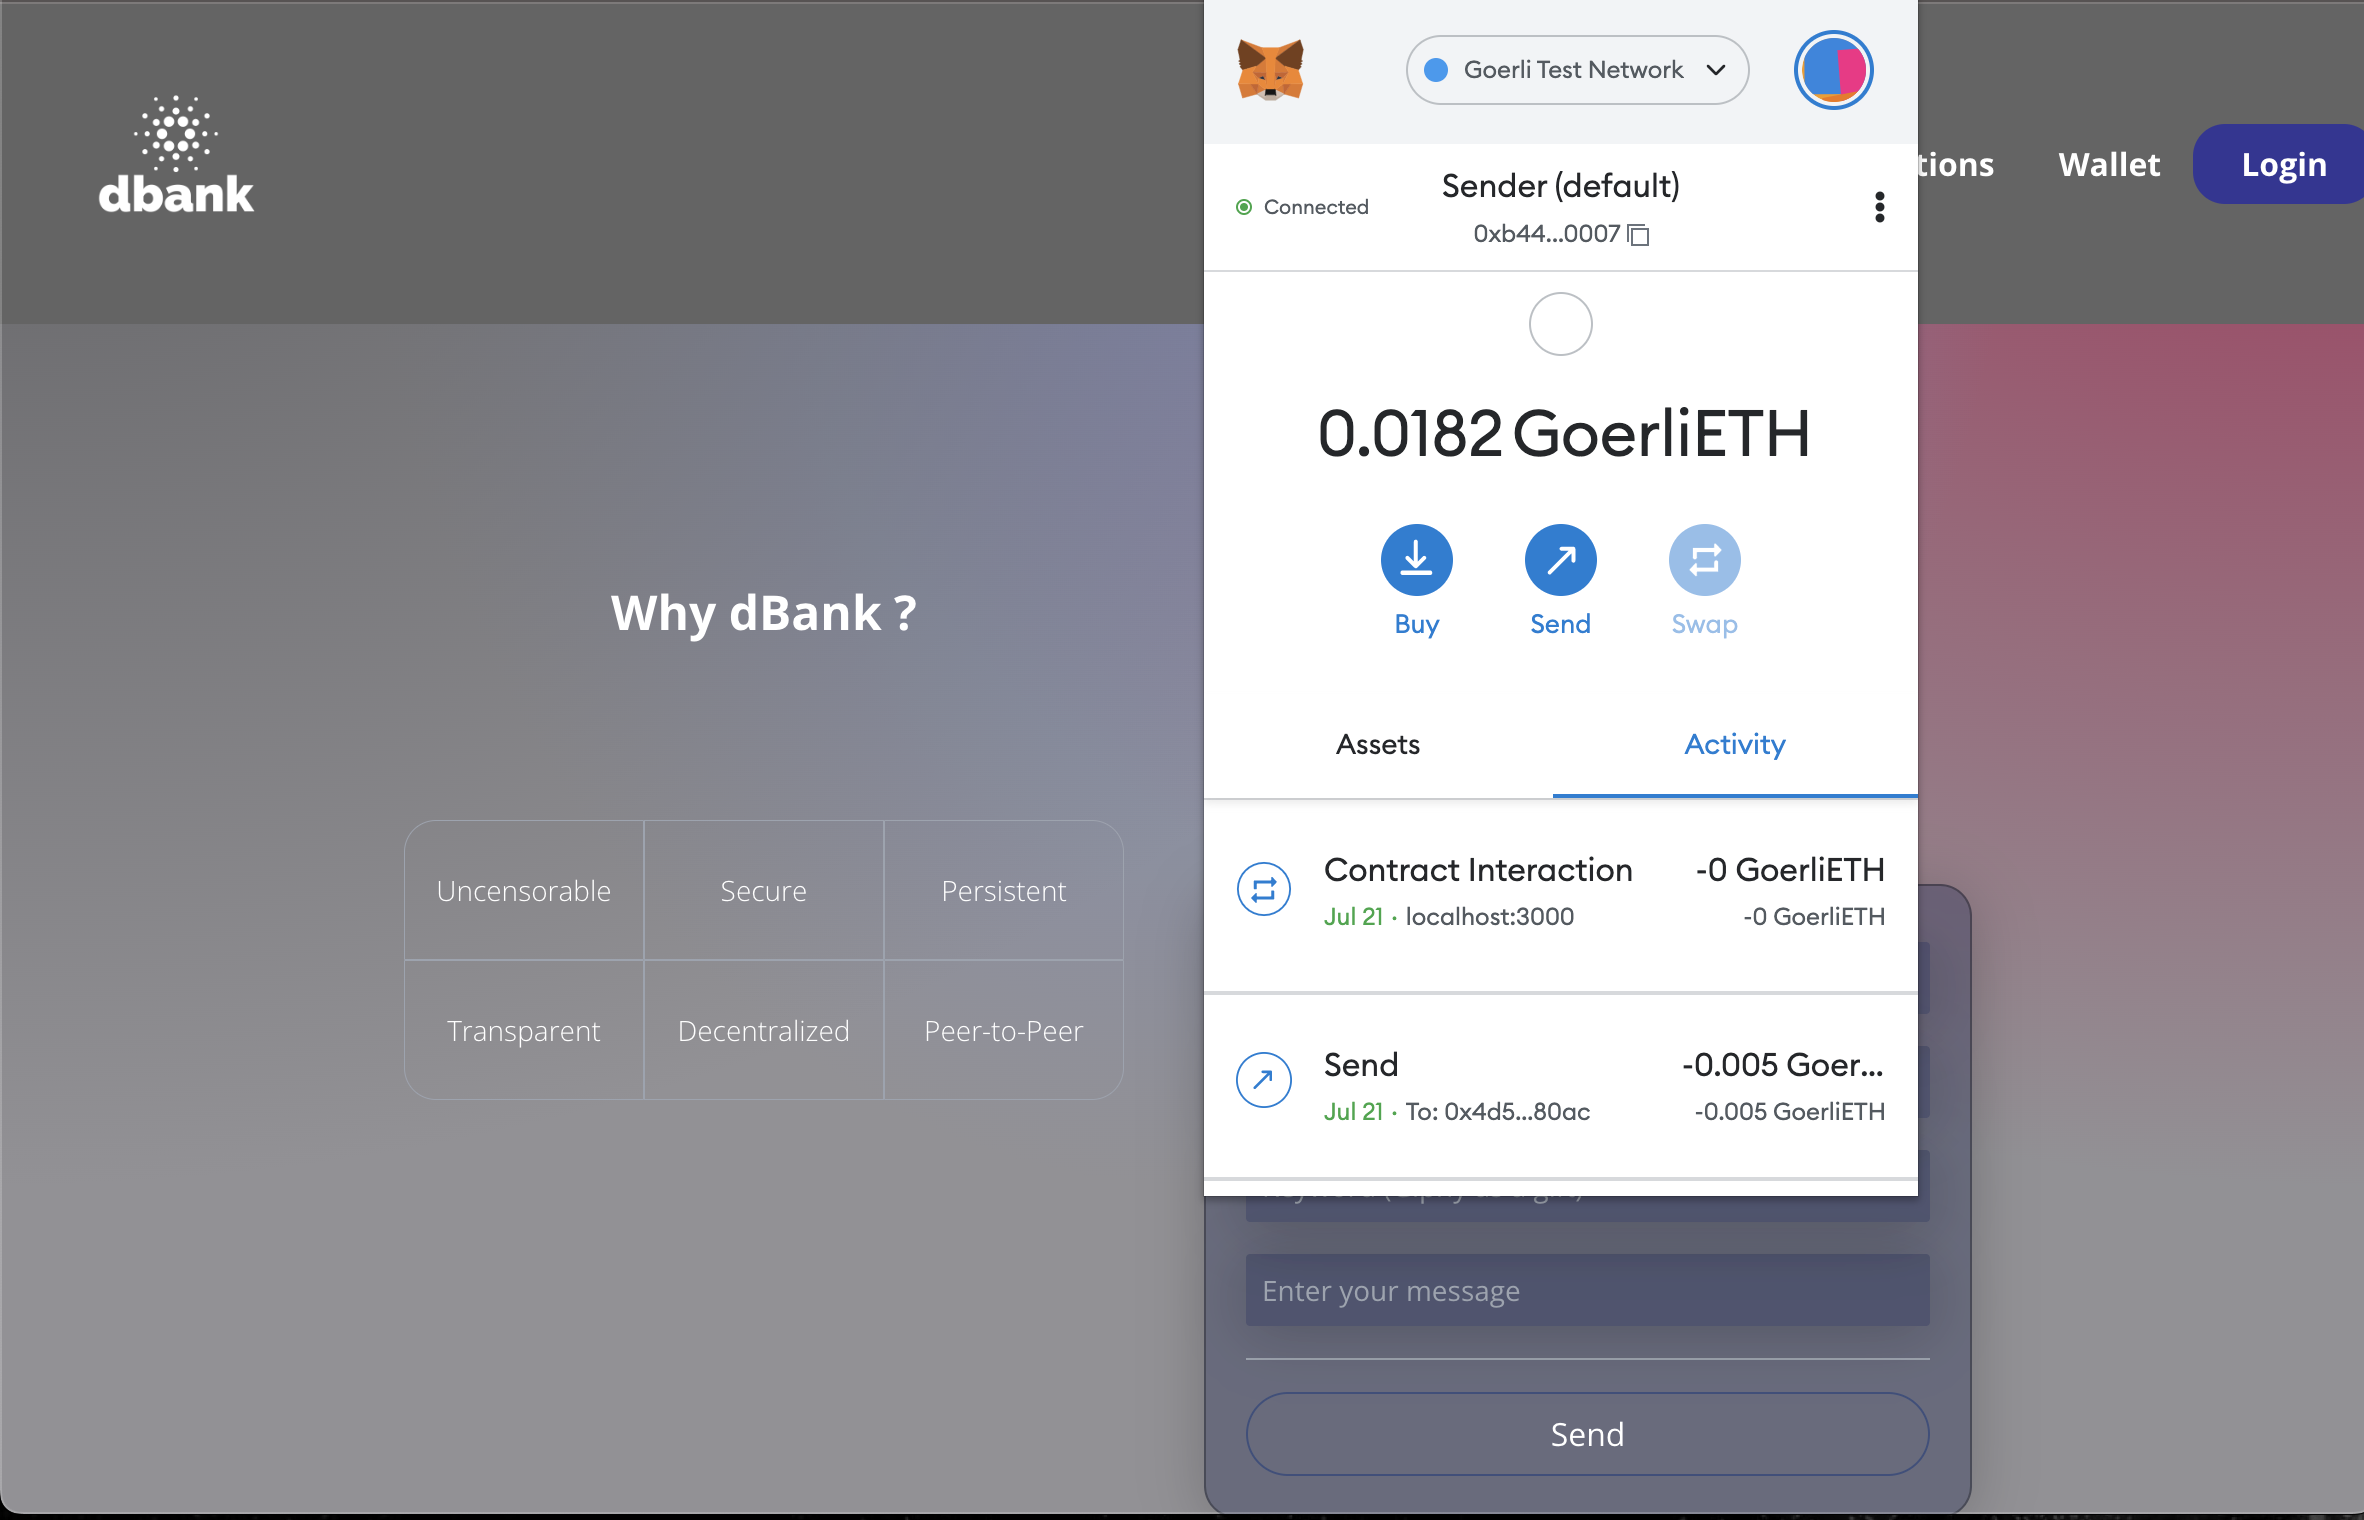 dbank
Wallet
Login
Why dBank ?
Uncensorable
Secure
Persistent
Transparent
Decentralized
Peer-to-Peer
Goerli Test Network
Connected
Sender (default)
0xb44...0007
0.0182 GoerliETH
Buy
Send
Swap
Assets
Activity
Contract Interaction
-0 GoerliETH
Jul 21 · localhost:3000
-0 GoerliETH
Send
-0.005 Goer...
Jul 21 · To: 0x4d5...80ac
-0.005 GoerliETH
Enter your message
Send